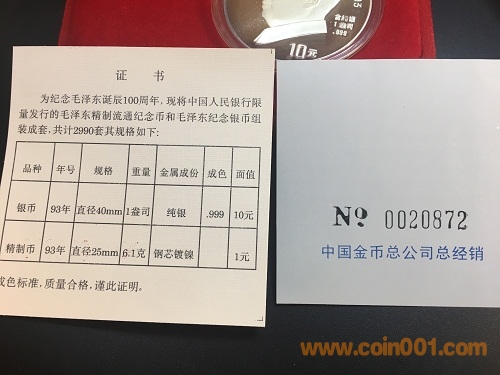 10元
证 书
为纪念毛泽东诞辰100周年，现将中国人民银行限
量发行的毛泽东精制流通纪念币和毛泽东纪念银币组
装成套，共计2990套其规格如下：
品种 年号 规格 重量 金属成份 成色 面值
银币 93年 直径40mm 1盎司 纯银 .999 10元
精制币 93年 直径25mm 6.1克 钢芯镀镍 1元
成色标准，质量合格，谨此证明。
№ 0020872
中国金币总公司总经销
www.coin001.com